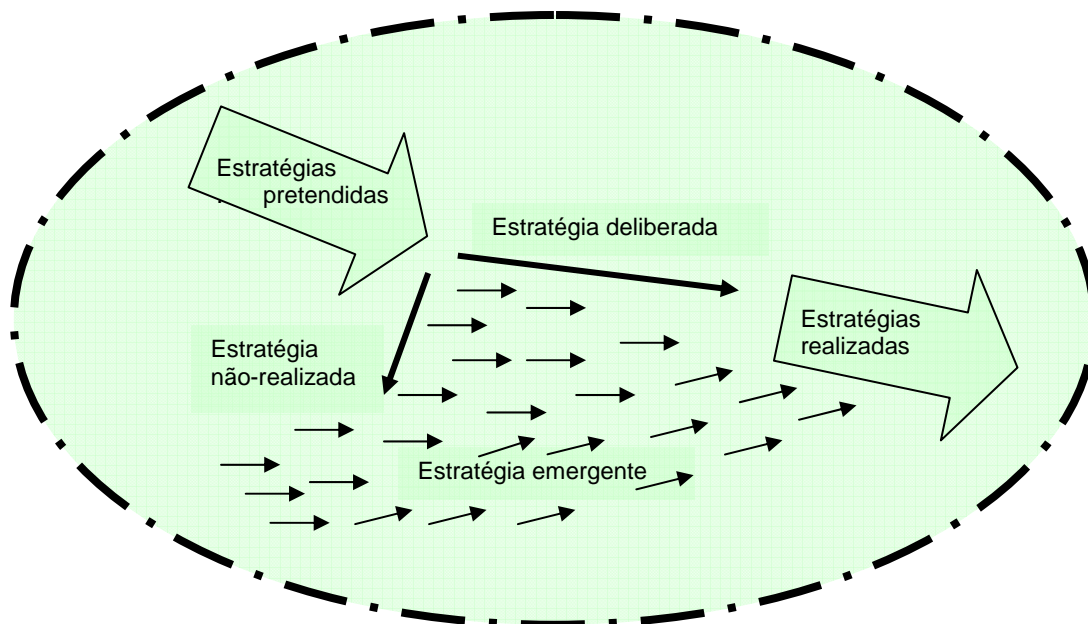 Estratégias
pretendidas
Estratégia deliberada
Estratégia
não-realizada
Estratégias
realizadas
Estratégia emergente